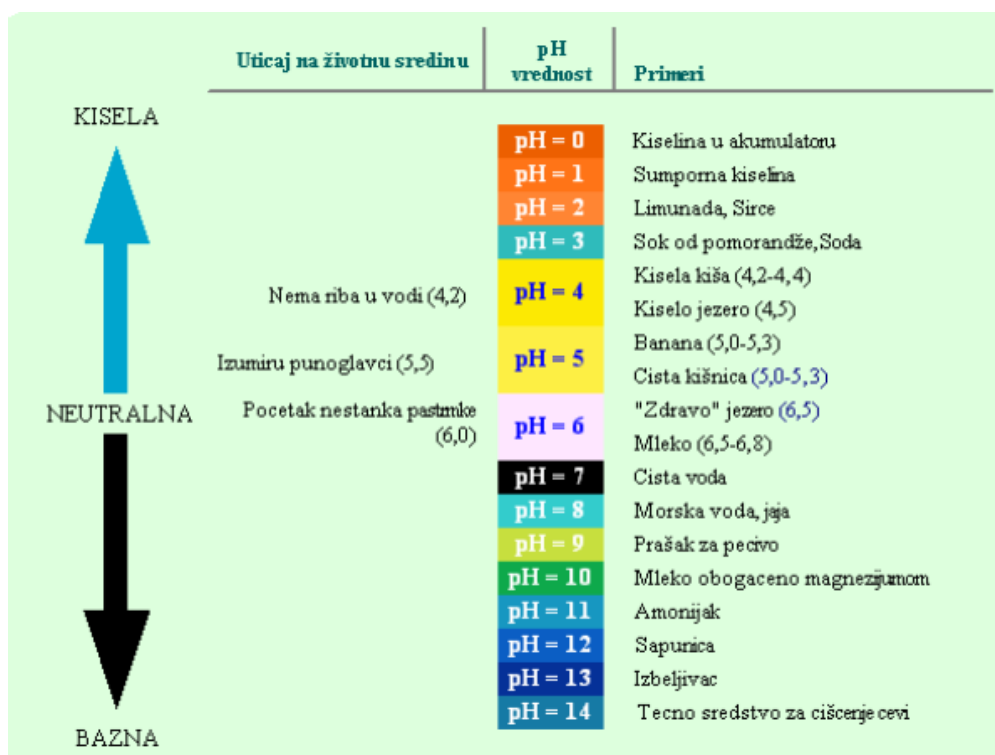 Uticaj na životnu sredinu
pH
vrednost
Primeri
KISELA
pH = 0
Kiselina u akumulatoru
pH = 1
Sumporna kiselina
pH = 2
Limunada, Sirce
pH = 3
Sok od pomorandže,Soda
Nema riba u vodi (4,2)
pH = 4
Kisela kiša (4,2-4,4)
Kiselo jezero (4,5)
Izumiru punoglavci (5,5)
pH = 5
Banana (5,0-5,3)
Cista kišnica (5,0-5,3)
NEUTRALNA
Pocetak nestanka pastrmke
(6,0)
pH = 6
"Zdravo" jezero (6,5)
Mleko (6,5-6,8)
pH = 7
Cista voda
pH = 8
Morska voda, jaja
pH = 9
Prašak za pecivo
pH = 10
Mleko obogaceno magnezijumom
pH = 11
Amonijak
pH = 12
Sapunica
pH = 13
Izbeljivac
pH = 14
Tecno sredstvo za cišcenje cevi
BAZNA